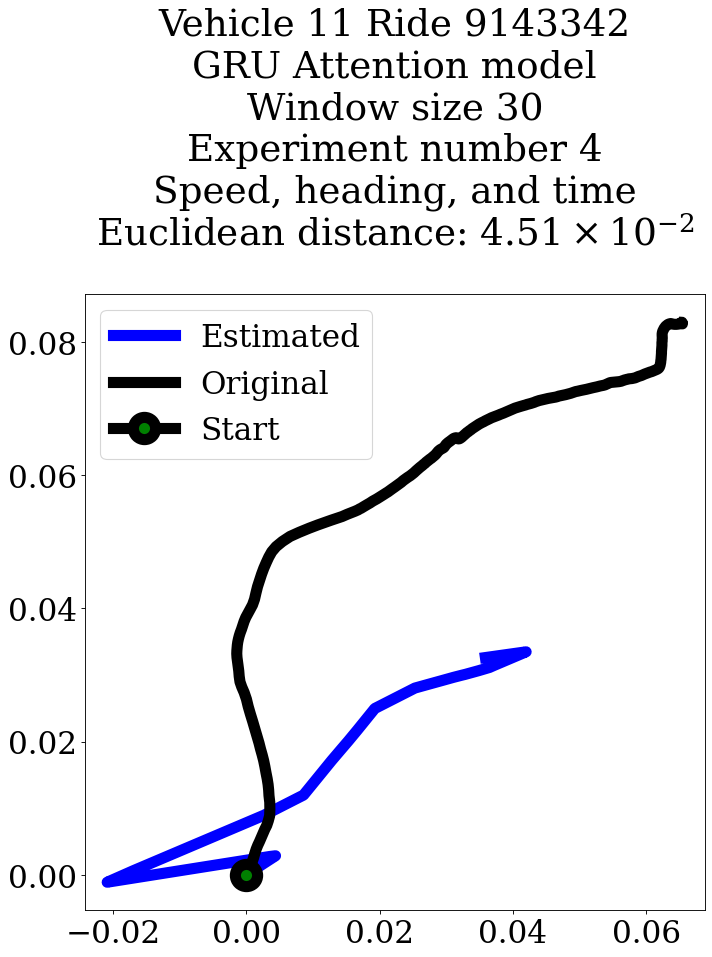 Vehicle 11 Ride 9143342
GRU Attention model
Window size 30
Experiment number 4
Speed, heading, and time
Euclidean distance: 4.51 × 10⁻²
Estimated
Original
Start
0.08
0.06
0.04
0.02
0.00
−0.02 0.00 0.02 0.04 0.06